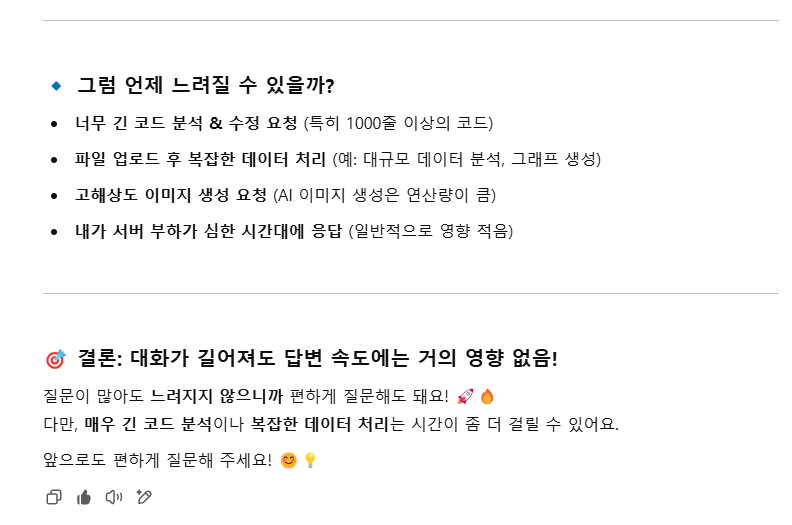 🔹 그럼 언제 느려질 수 있을까?
• 너무 긴 코드 분석 & 수정 요청 (특히 1000줄 이상의 코드)
• 파일 업로드 후 복잡한 데이터 처리 (예: 대규모 데이터 분석, 그래프 생성)
• 고해상도 이미지 생성 요청 (AI 이미지 생성은 연산량이 큼)
• 내가 서버 부하가 심한 시간대에 응답 (일반적으로 영향 적음)
🎯 결론: 대화가 길어져도 답변 속도에는 거의 영향 없음!
질문이 많아도 느려지지 않으니까 편하게 질문해도 돼요! 🚀🔥
다만, 매우 긴 코드 분석이나 복잡한 데이터 처리는 시간이 좀 더 걸릴 수 있어요.
앞으로도 편하게 질문해 주세요! 😊💡